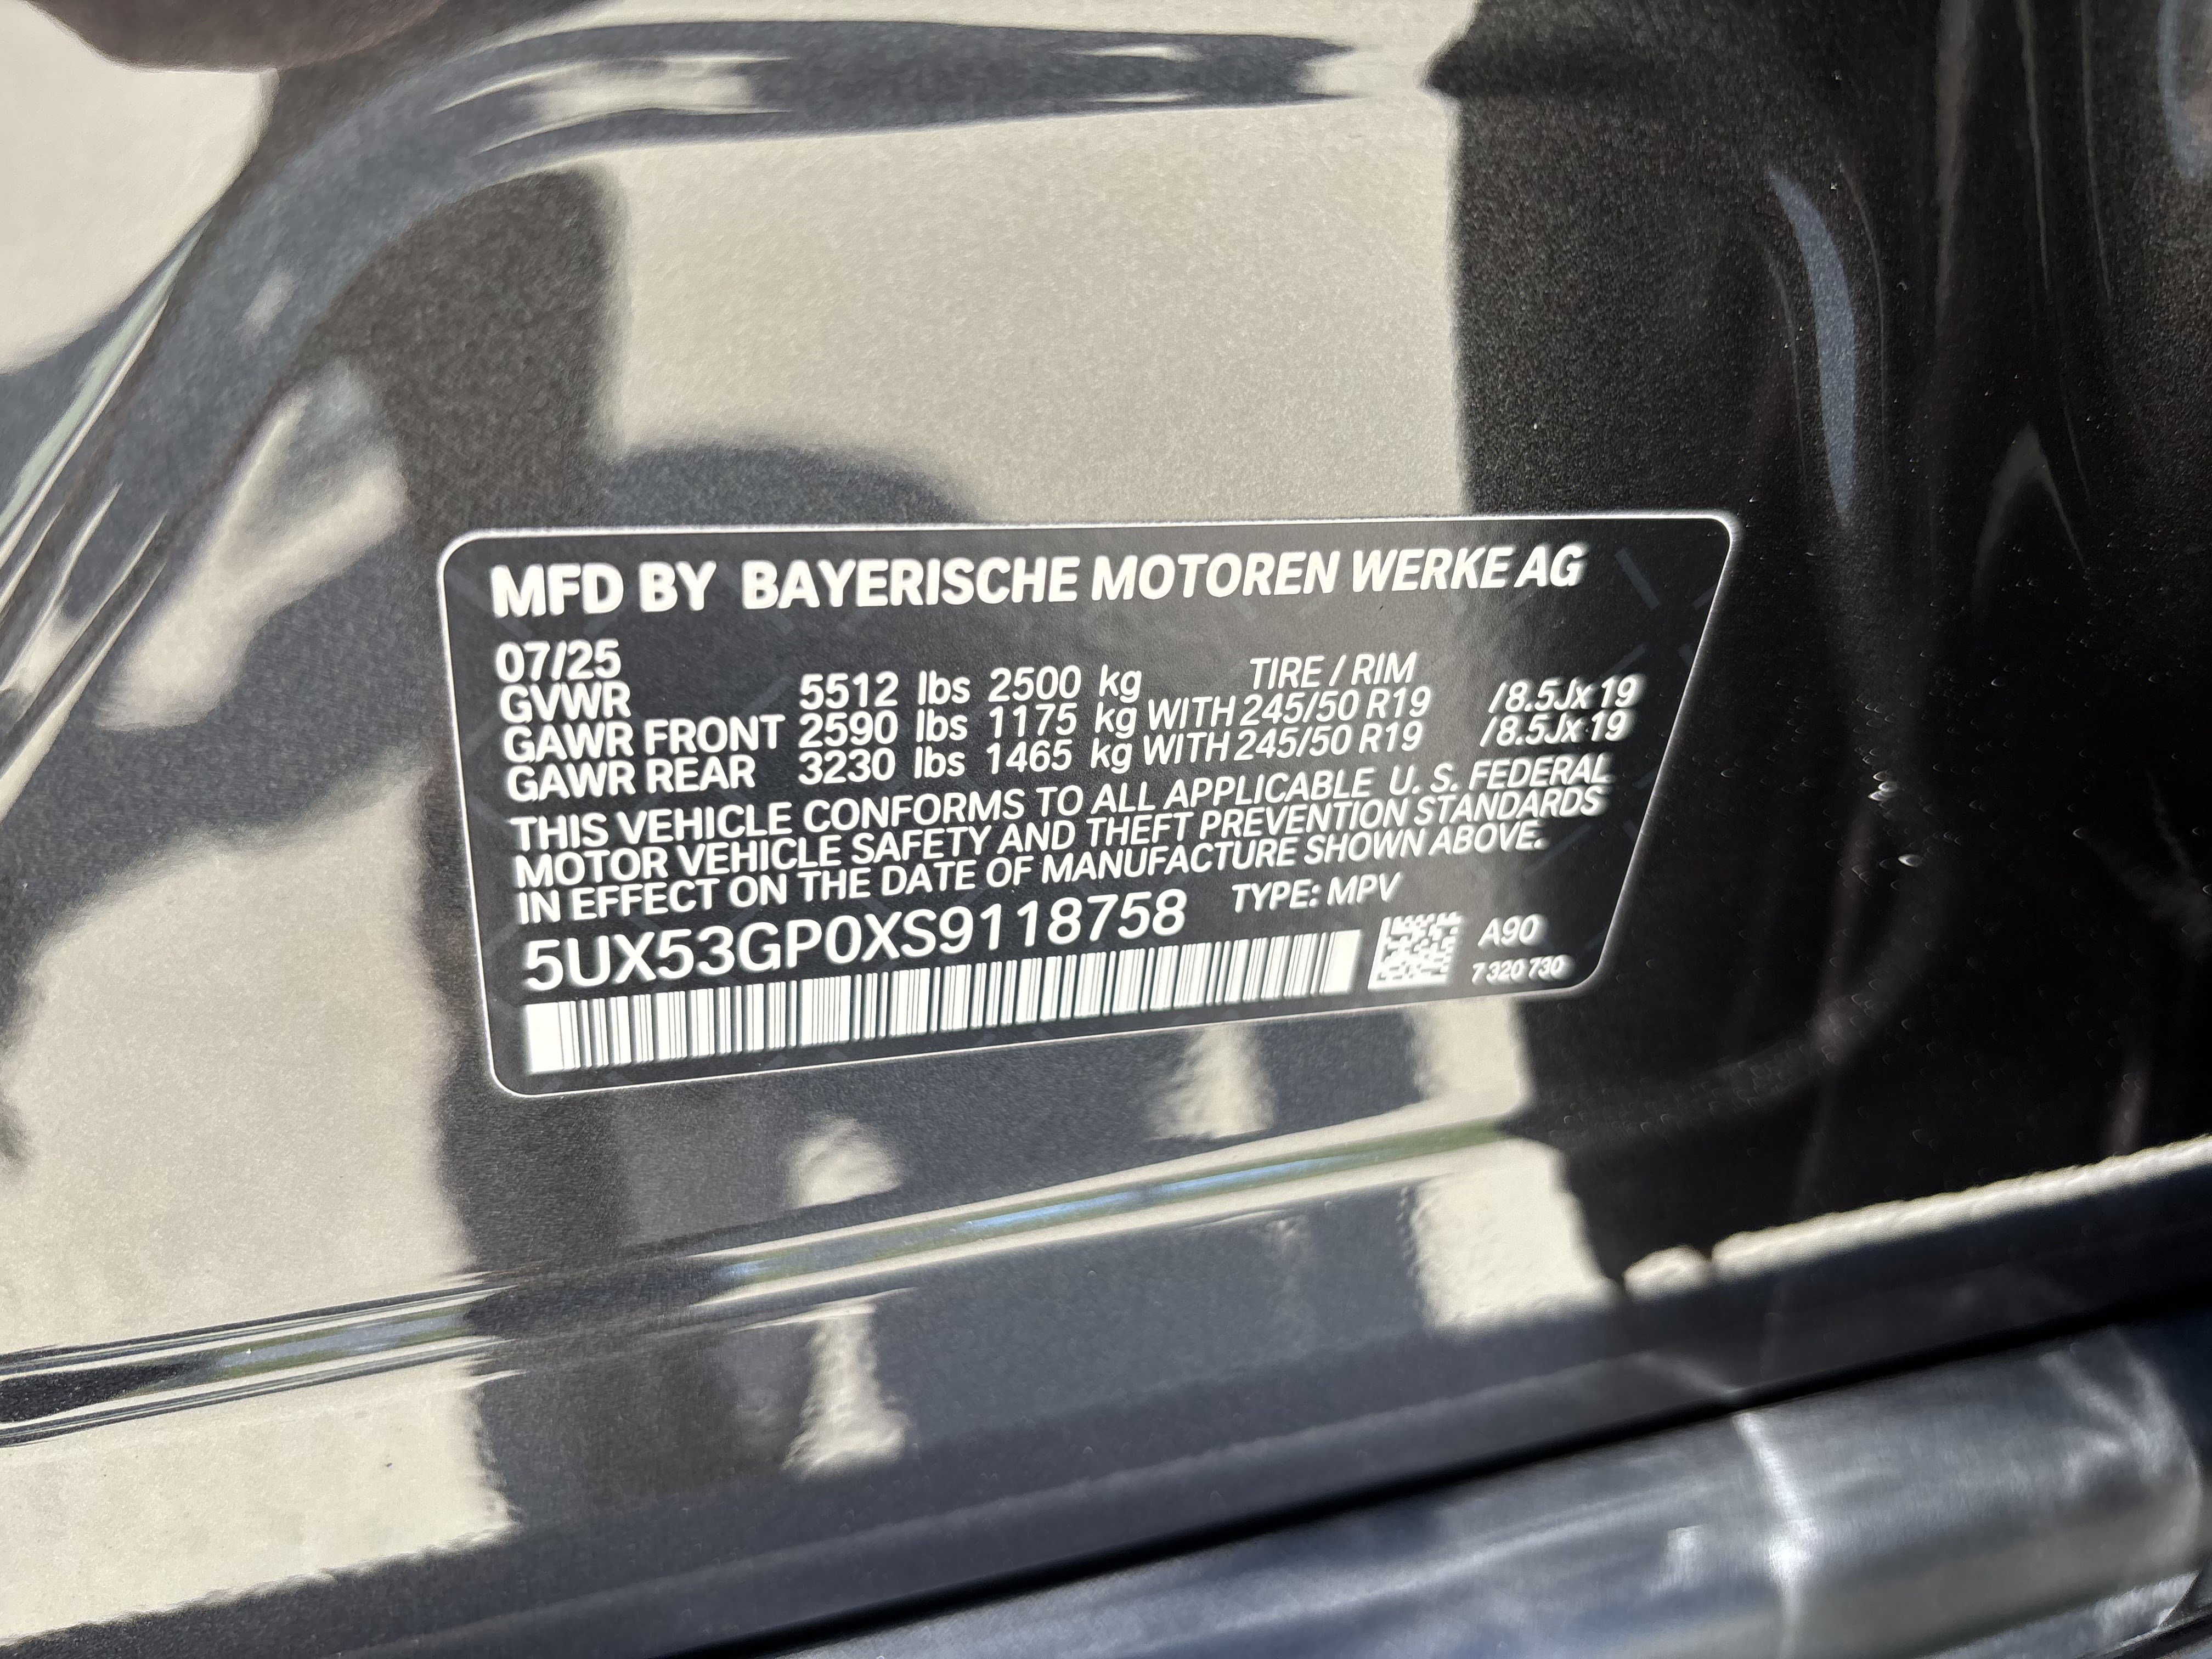 MFD BY BAYERISCHE MOTOREN WERKE AG
07/25 TIRE / RIM
GVWR 5512 lbs 2500 kg
GAWR FRONT 2590 lbs 1175 kg WITH 245/50 R19 /8.5Jx19
GAWR REAR 3230 lbs 1465 kg WITH 245/50 R19 /8.5Jx19
THIS VEHICLE CONFORMS TO ALL APPLICABLE U. S. FEDERAL
MOTOR VEHICLE SAFETY AND THEFT PREVENTION STANDARDS
IN EFFECT ON THE DATE OF MANUFACTURE SHOWN ABOVE.
5UX53GP0XS9118758 TYPE: MPV
A90
7 320 730